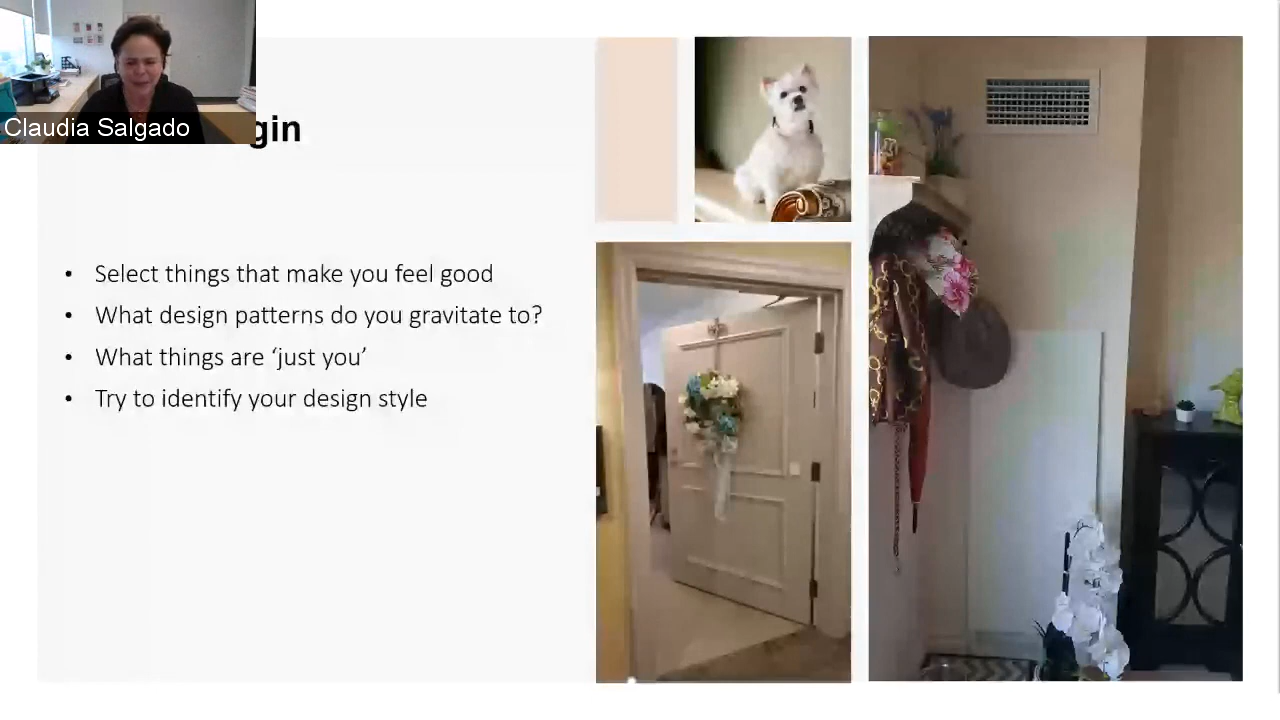 Claudia Salgado
gin
• Select things that make you feel good
• What design patterns do you gravitate to?
• What things are ‘just you’
• Try to identify your design style